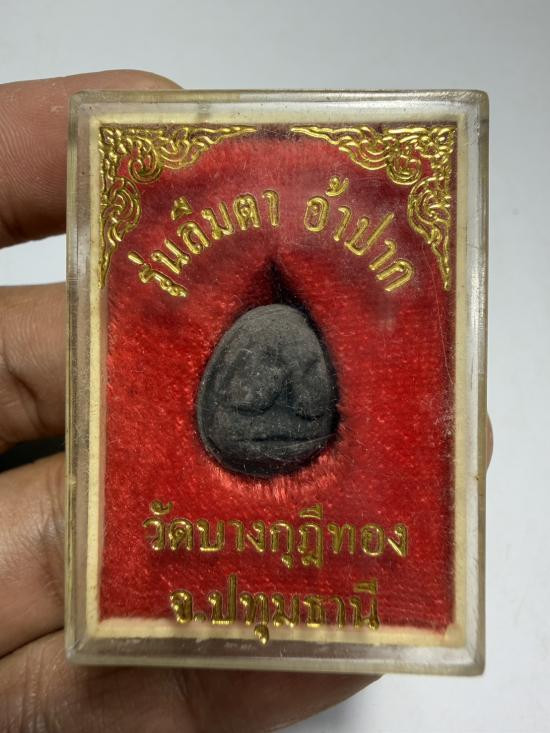 รุ่นลืมตา อ้าปาก
วัดบางกุฎีทอง
จ.ปทุมธานี